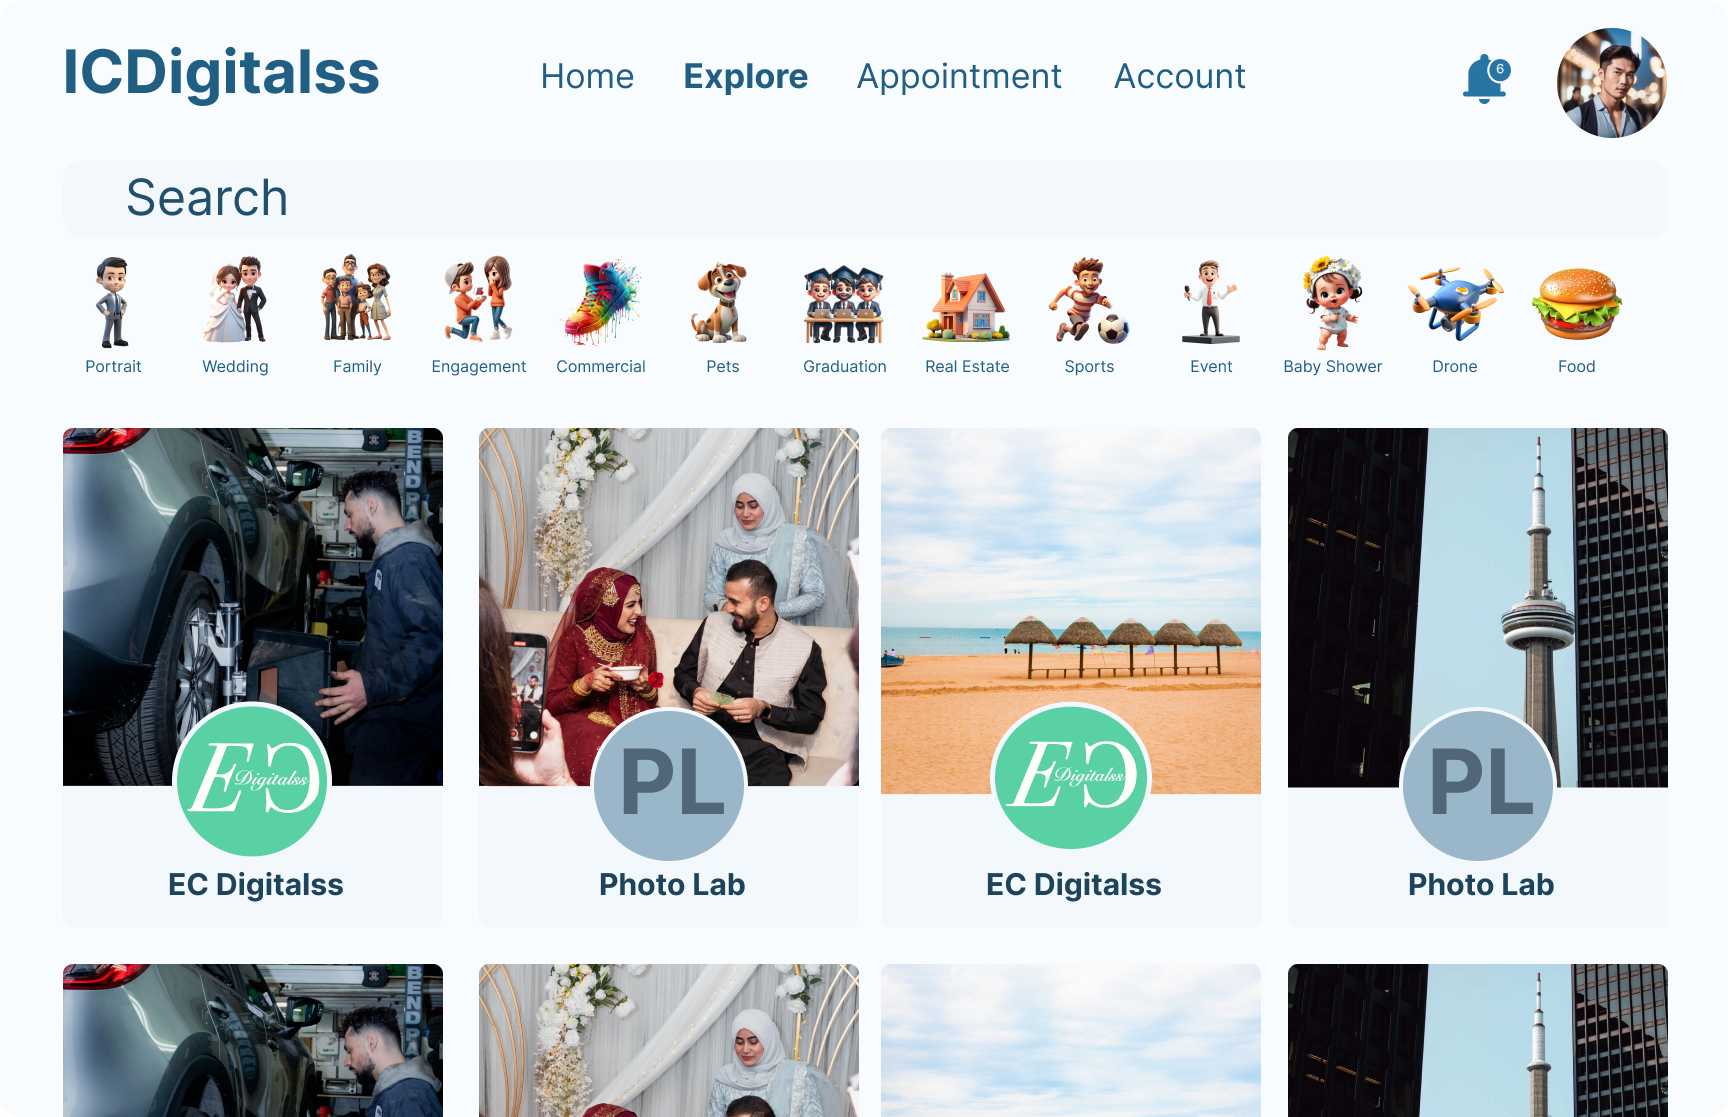 ICDigitalss
Home Explore Appointment Account
6
Search
Portrait Wedding Family Engagement Commercial Pets Graduation Real Estate Sports Event Baby Shower Drone Food
BEND PA
EC Digitalss
PL
EC Digitalss
PL
EC Digitalss Photo Lab EC Digitalss Photo Lab
BEND PA